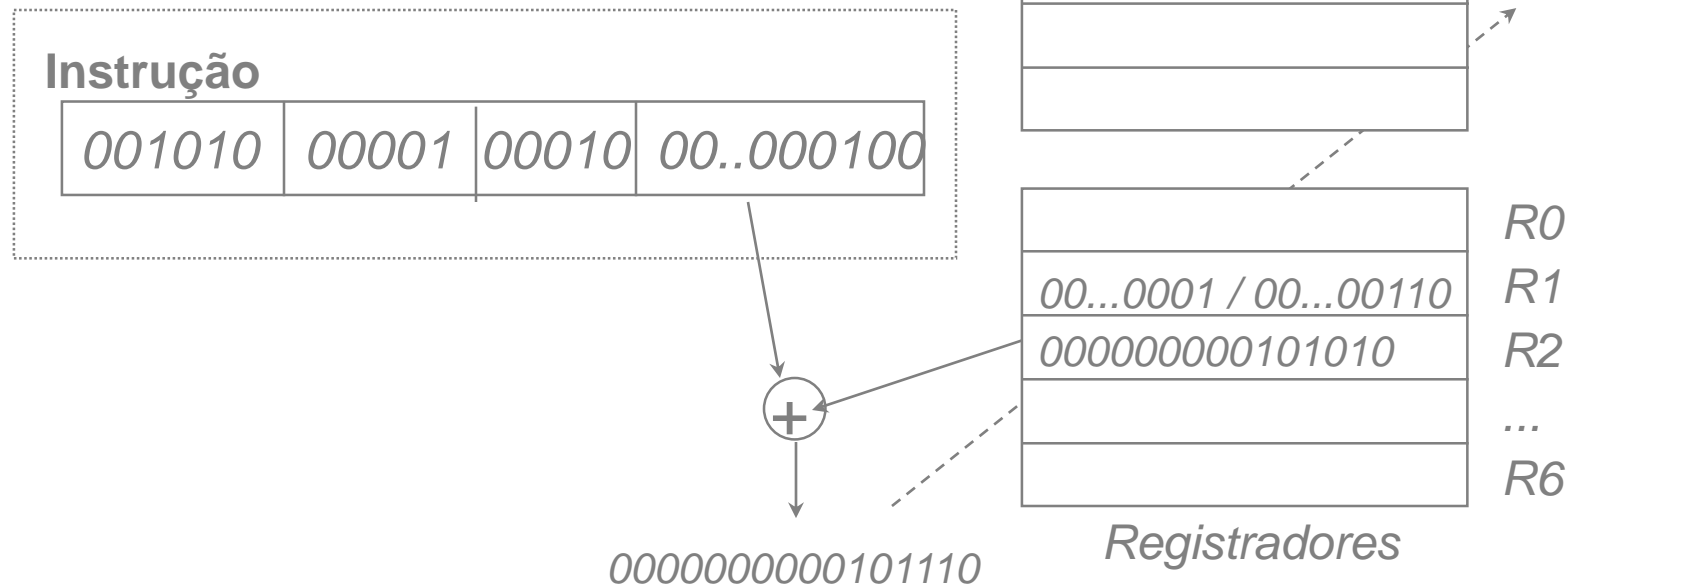 Instrução
001010 00001 00010 00..000100
R0
00...0001 / 00...00110 R1
000000000101010 R2
+
...
R6
Registradores
0000000000101110